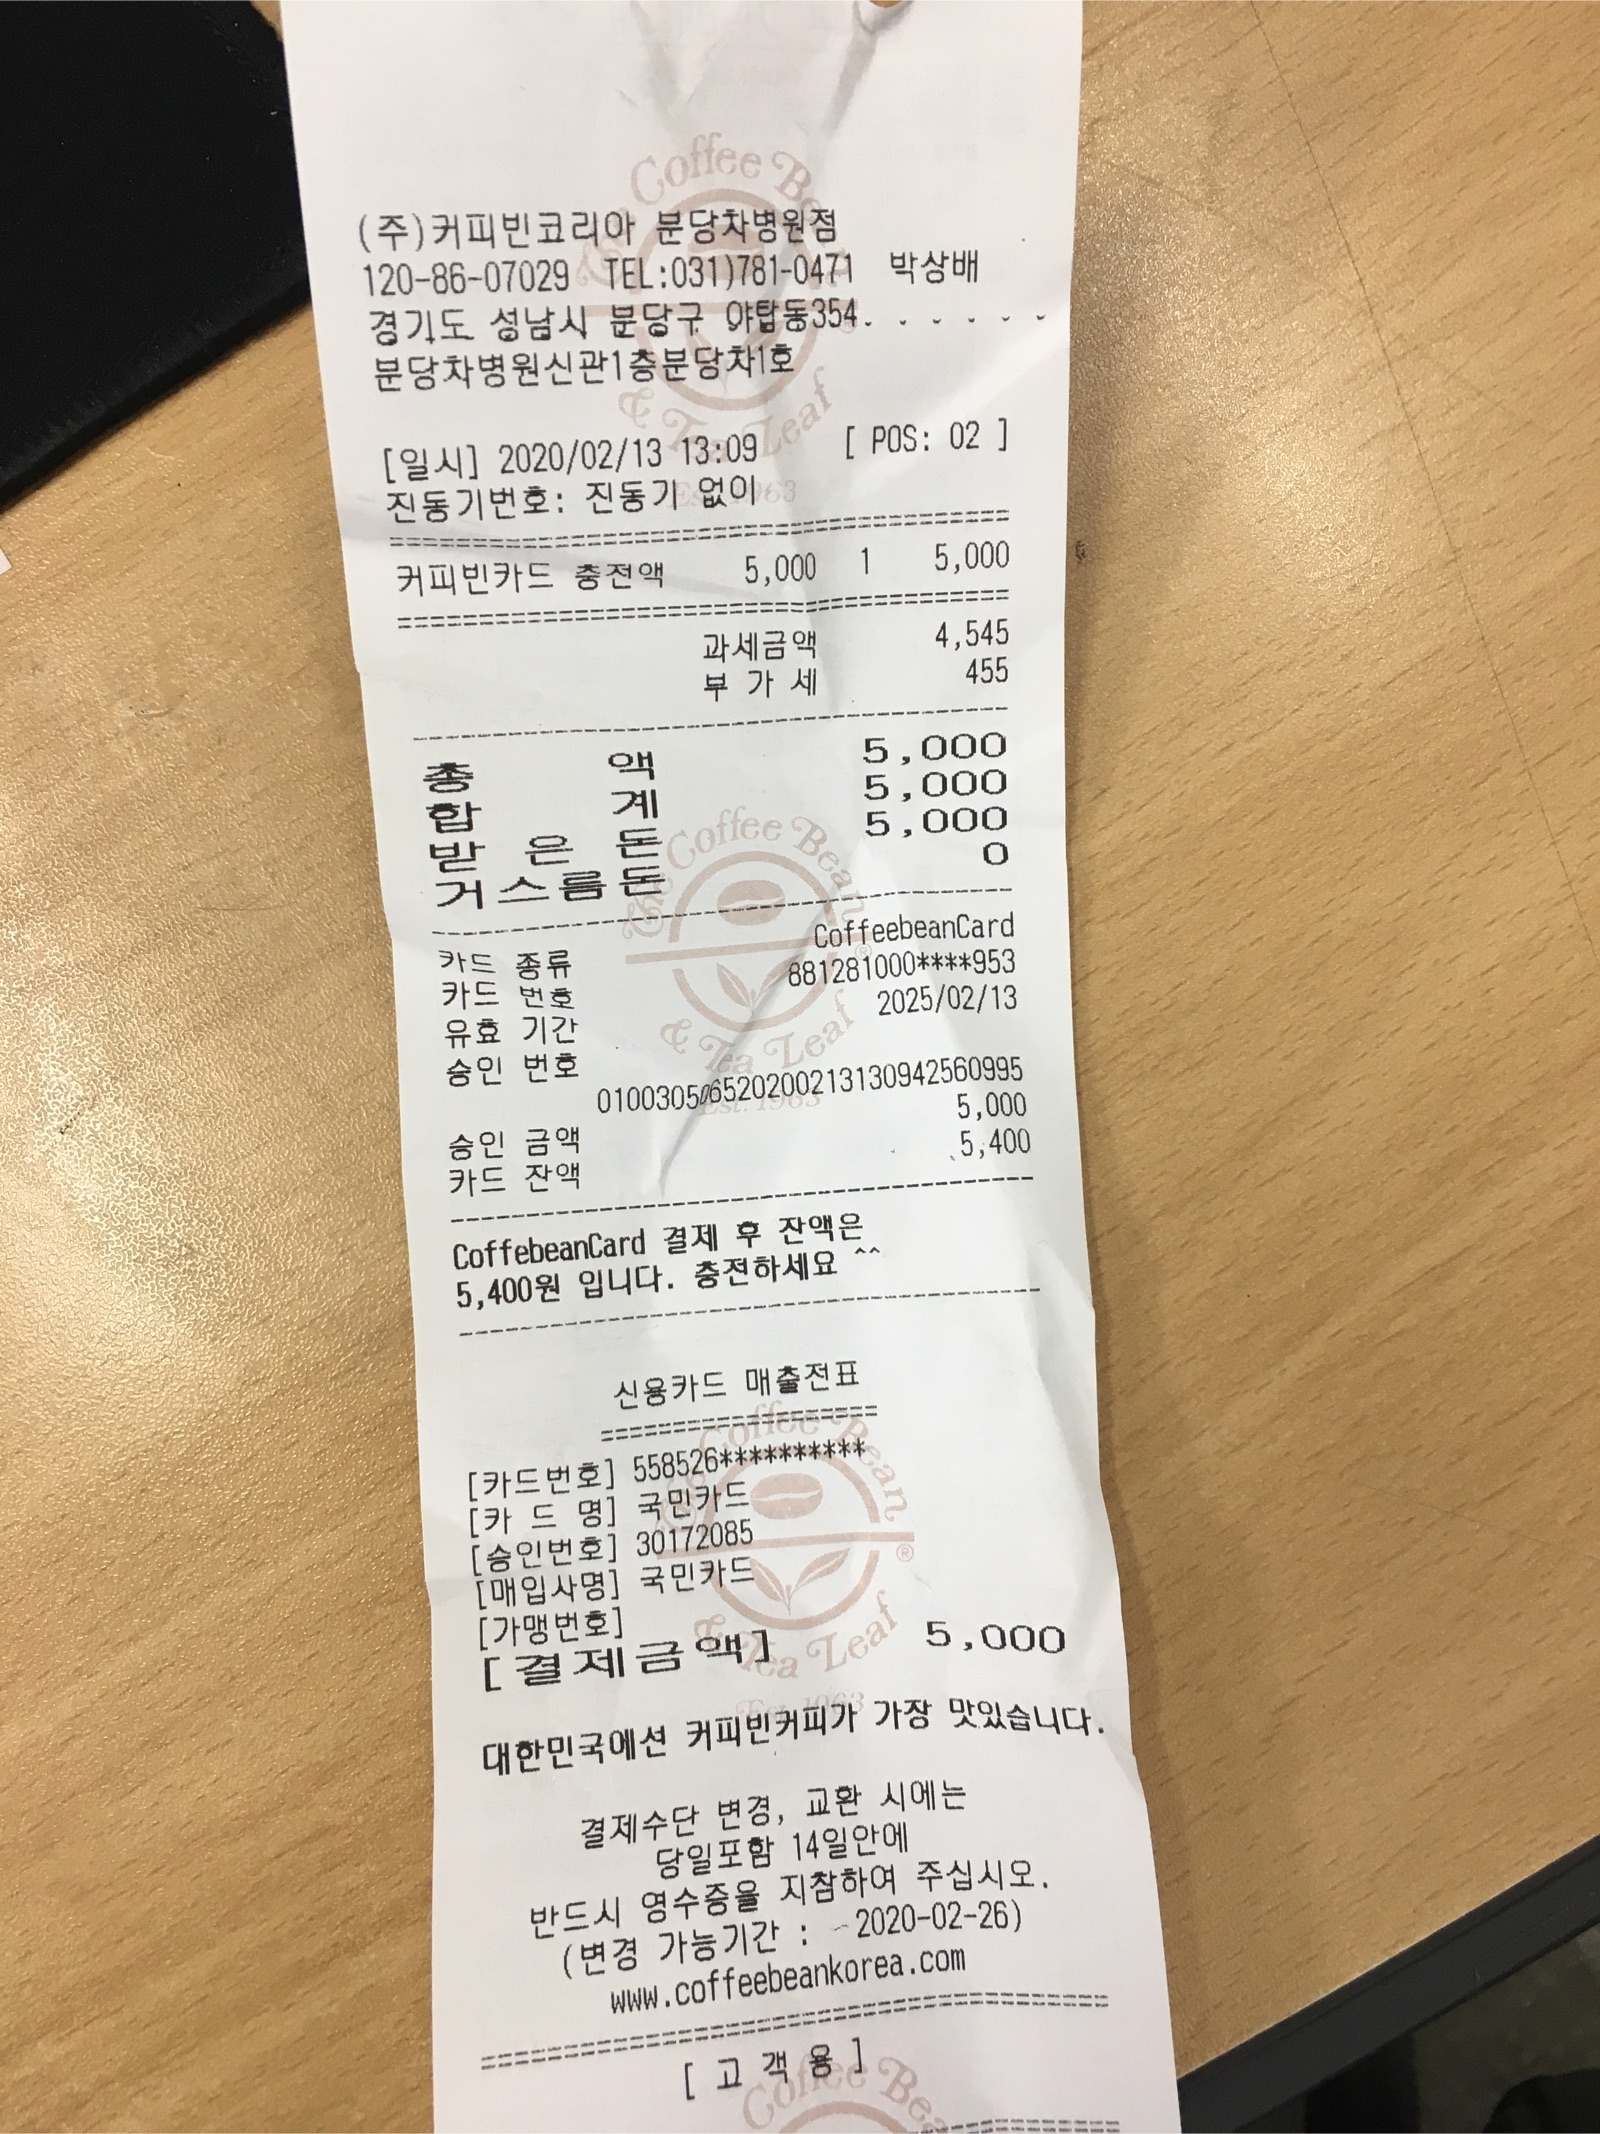 (주)커피빈코리아 분당차병원점
120-86-07029 TEL:031)781-0471 박상배
경기도 성남시 분당구 야탑동354. . . . . . .
분당차병원신관1층분당차1호
[일시] 2020/02/13 13:09 [ POS: 02 ]
진동기번호: 진동기 없이
==========================================
커피빈카드 충전액 5,000 1 5,000
==========================================
과세금액 4,545
부 가 세 455
------------------------------------------
총 액 5,000
합 계 5,000
받 은 돈 5,000
거스름돈 0
------------------------------------------
카드 종류 CoffeebeanCard
카드 번호 881281000****953
유효 기간 2025/02/13
승인 번호
010030506520200213130942560995
승인 금액 5,000
카드 잔액 5,400
------------------------------------------
CoffebeanCard 결제 후 잔액은
5,400원 입니다. 충전하세요 ^^
------------------------------------------
신용카드 매출전표
====================
[카드번호] 558526**********
[카 드 명] 국민카드
[승인번호] 30172085
[매입사명] 국민카드
[가맹번호]
[결제금액] 5,000
대한민국에선 커피빈커피가 가장 맛있습니다.
결제수단 변경, 교환 시에는
당일포함 14일안에
반드시 영수증을 지참하여 주십시오.
(변경 가능기간 : ~2020-02-26)
www.coffeebeankorea.com
==========================================
[ 고 객 용 ]
The Coffee Bean & Tea Leaf
Est. 1963